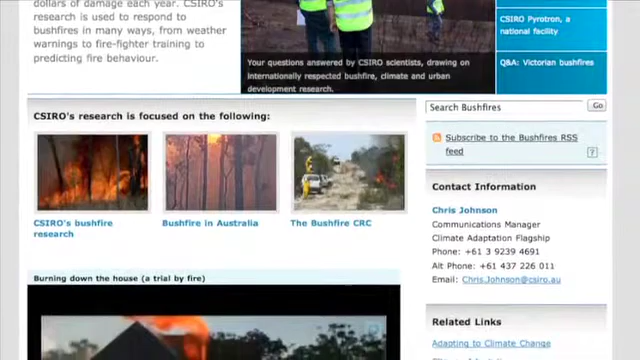 dollars of damage each year. CSIRO's
research is used to respond to
bushfires in many ways, from weather
warnings to fire-fighter training to
predicting fire behaviour.
Your questions answered by CSIRO scientists, drawing on
internationally respected bushfire, climate and urban
development research.
CSIRO Pyrotron, a
national facility
Q&A: Victorian bushfires
CSIRO's research is focused on the following:
CSIRO's bushfire
research
Bushfire in Australia
The Bushfire CRC
Burning down the house (a trial by fire)
Search Bushfires
Go
Subscribe to the Bushfires RSS
feed
?
Contact Information
Chris Johnson
Communications Manager
Climate Adaptation Flagship
Phone: +61 3 9239 4691
Alt Phone: +61 437 226 011
Email: Chris.Johnson@csiro.au
Related Links
Adapting to Climate Change